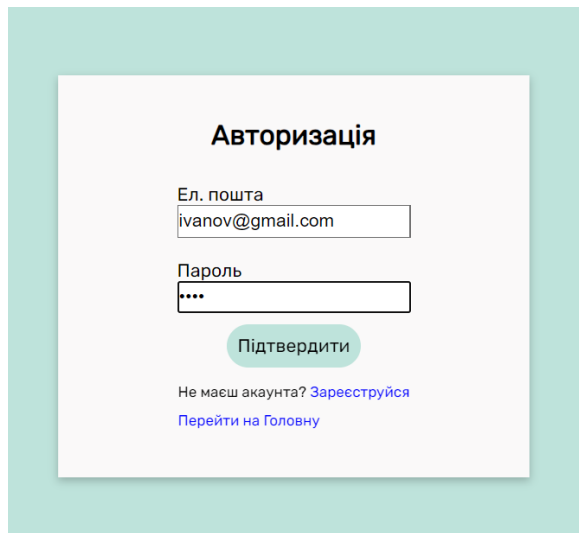 Авторизація
Ел. пошта
ivanov@gmail.com
Пароль
••••
Підтвердити
Не маєш акаунта? Зареєструйся
Перейти на Головну